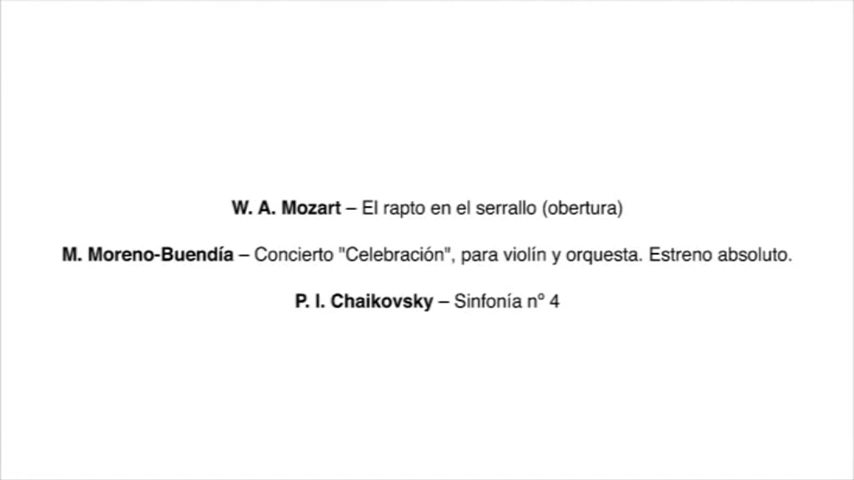 W. A. Mozart – El rapto en el serrallo (obertura)
M. Moreno-Buendía – Concierto "Celebración", para violín y orquesta. Estreno absoluto.
P. I. Chaikovsky – Sinfonía nº 4